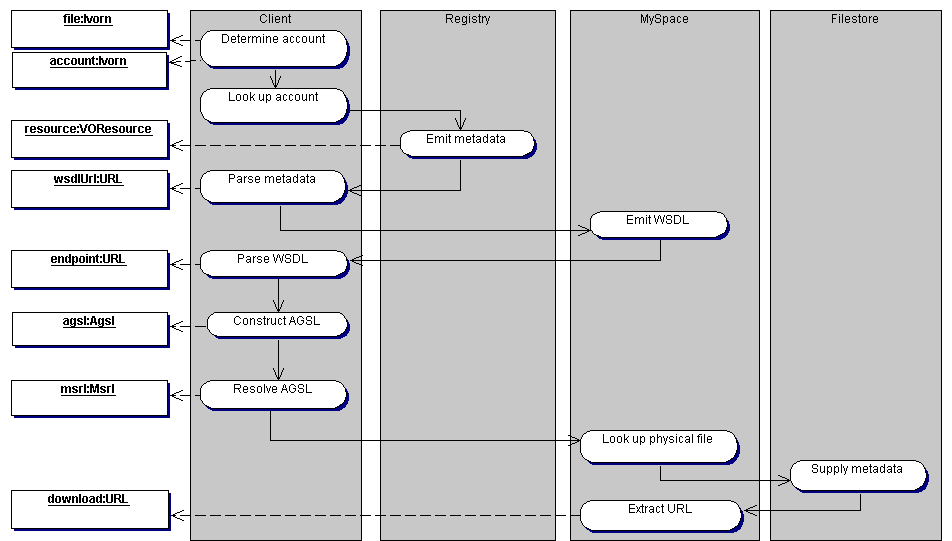 file:Ivorn
Client
Registry
MySpace
Filestore
Determine account
account:Ivorn
Look up account
resource:VOResource
Emit metadata
wsdlUrl:URL
Parse metadata
Emit WSDL
endpoint:URL
Parse WSDL
agsl:Agsl
Construct AGSL
msrl:Msrl
Resolve AGSL
Look up physical file
Supply metadata
download:URL
Extract URL